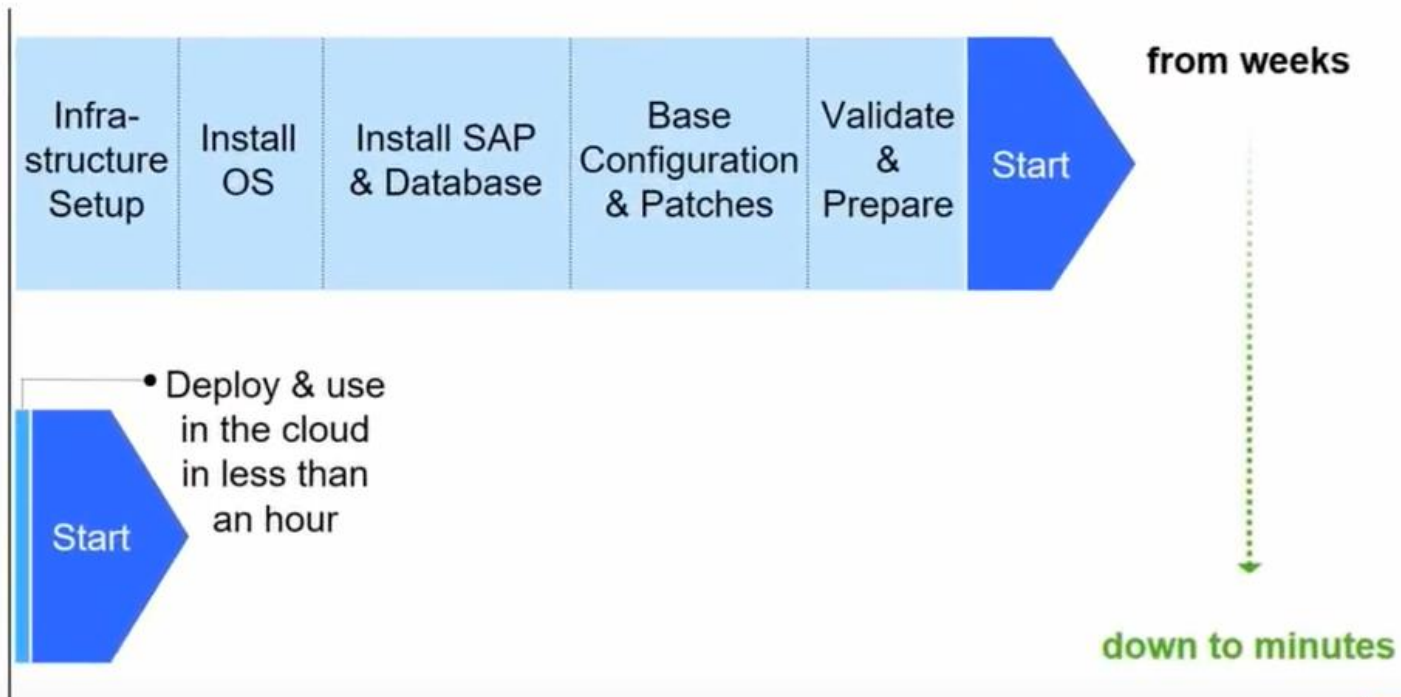 Infra-
structure
Setup
Install
OS
Install SAP
& Database
Base
Configuration
& Patches
Validate
&
Prepare
Start
from weeks
Deploy & use
in the cloud
in less than
an hour
Start
down to minutes